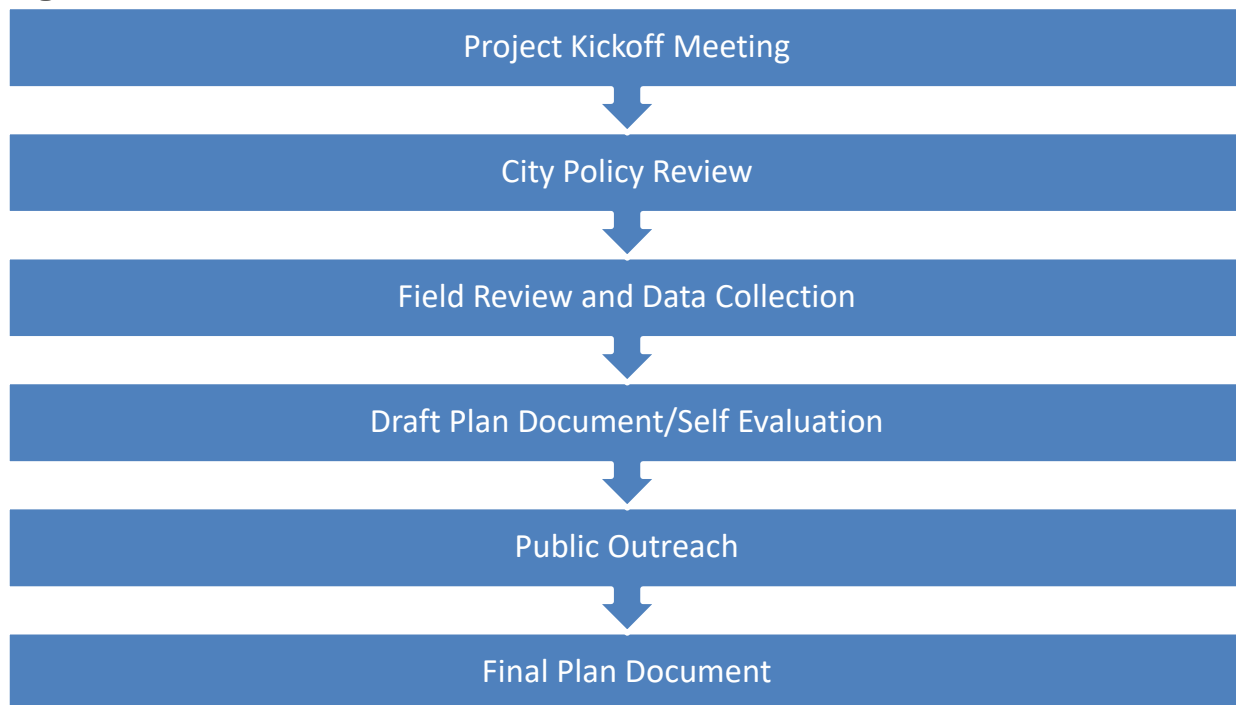 Project Kickoff Meeting
City Policy Review
Field Review and Data Collection
Draft Plan Document/Self Evaluation
Public Outreach
Final Plan Document